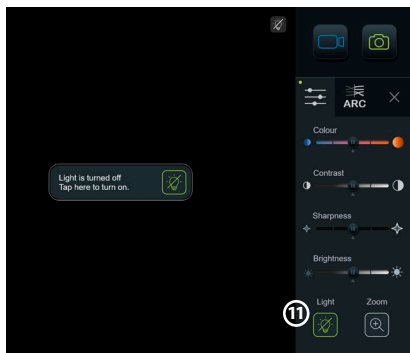 ARC
Colour
Contrast
Light is turned off
Tap here to turn on.
Sharpness
Brightness
Light
Zoom
11